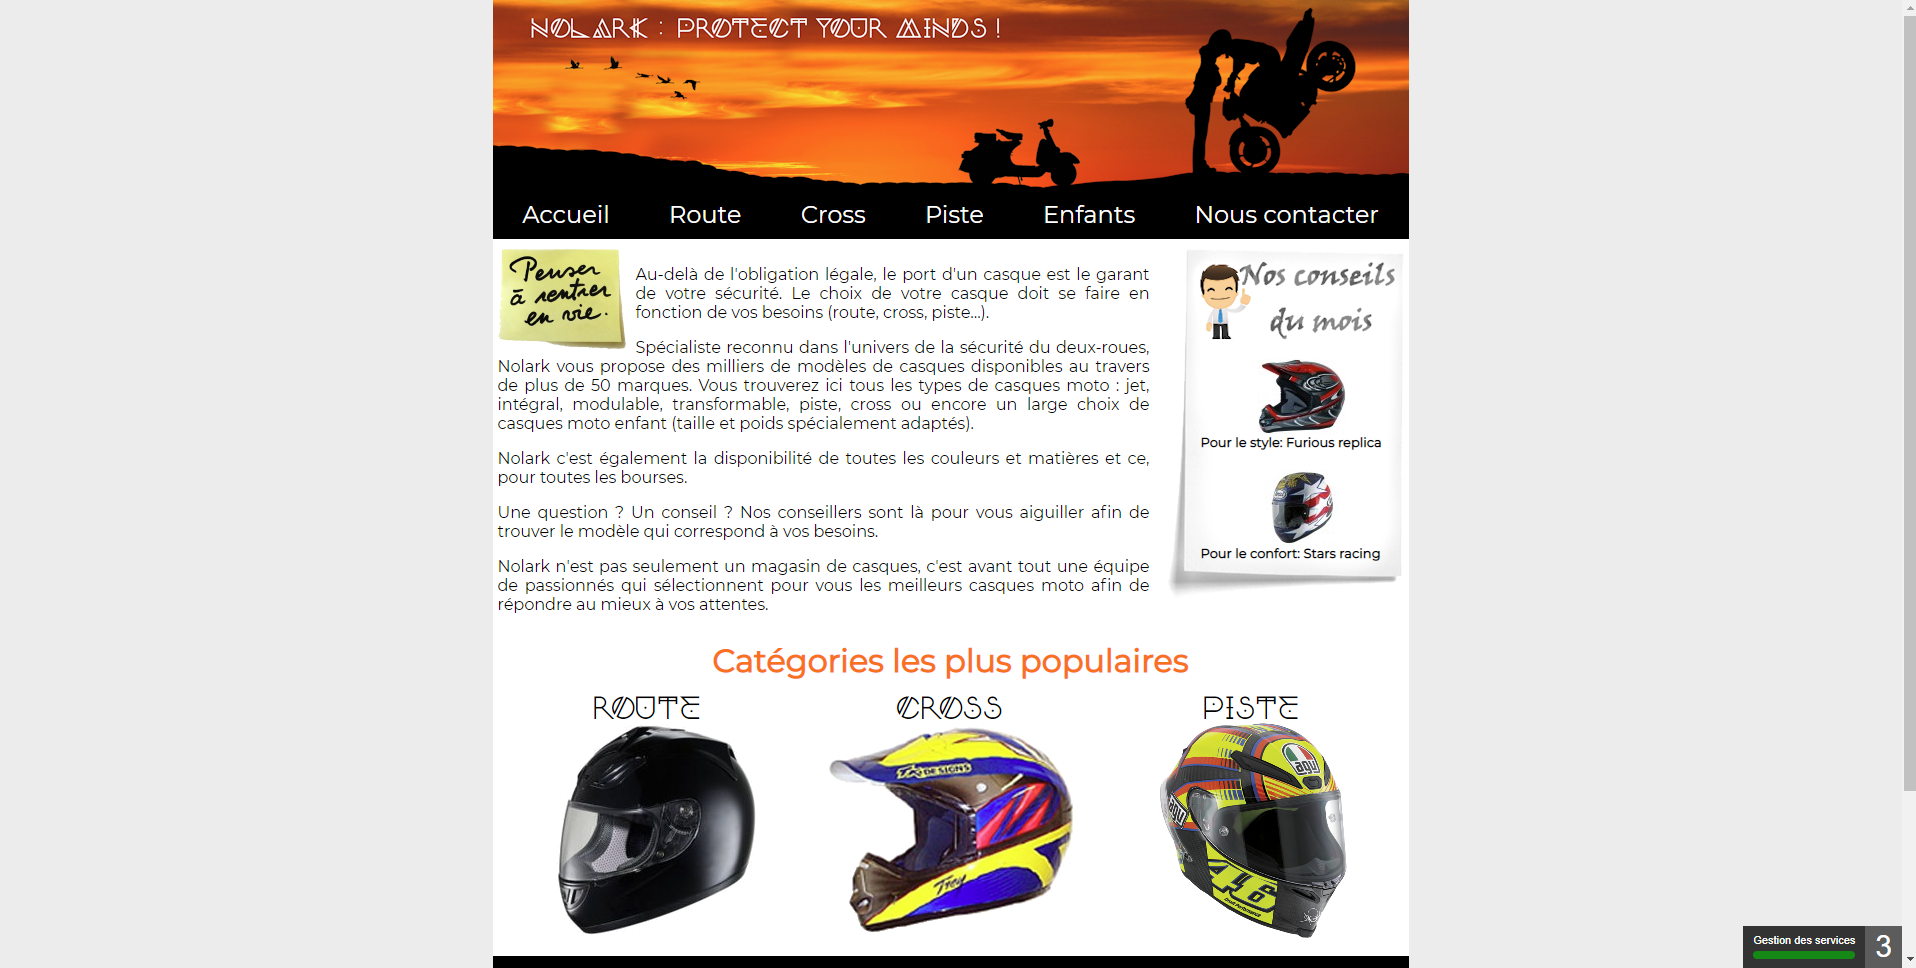 NOLARK : PROTECT YOUR MINDS !
Accueil Route Cross Piste Enfants Nous contacter
Penser
à rentrer
en vie.
Au-delà de l'obligation légale, le port d'un casque est le garant
de votre sécurité. Le choix de votre casque doit se faire en
fonction de vos besoins (route, cross, piste...).
Spécialiste reconnu dans l'univers de la sécurité du deux-roues,
Nolark vous propose des milliers de modèles de casques disponibles au travers
de plus de 50 marques. Vous trouverez ici tous les types de casques moto : jet,
intégral, modulable, transformable, piste, cross ou encore un large choix de
casques moto enfant (taille et poids spécialement adaptés).
Nolark c'est également la disponibilité de toutes les couleurs et matières et ce,
pour toutes les bourses.
Une question ? Un conseil ? Nos conseillers sont là pour vous aiguiller afin de
trouver le modèle qui correspond à vos besoins.
Nolark n'est pas seulement un magasin de casques, c'est avant tout une équipe
de passionnés qui sélectionnent pour vous les meilleurs casques moto afin de
répondre au mieux à vos attentes.
Nos conseils
du mois
Pour le style: Furious replica
Pour le confort: Stars racing
Catégories les plus populaires
ROUTE
CROSS
PISTE
DESIGNS
Troy
agv
agv
46
Gestion des services
3